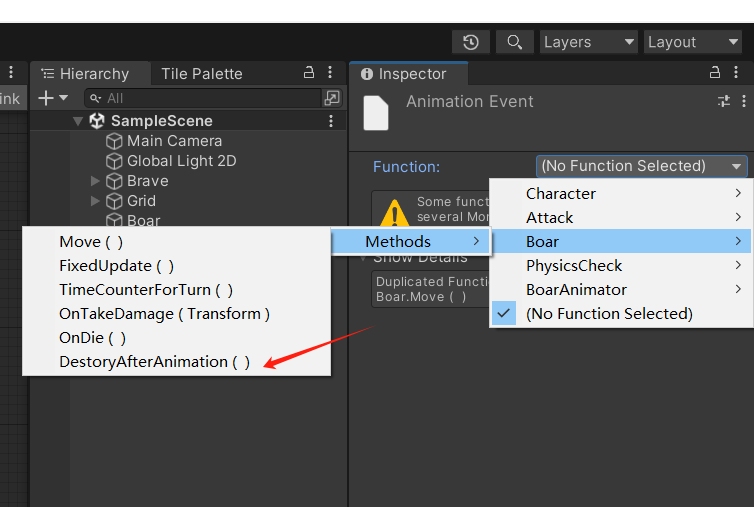 Layers
Layout
ink
Hierarchy
Tile Palette
All
SampleScene
Main Camera
Global Light 2D
Brave
Grid
Boar
Inspector
Animation Event
Function:
(No Function Selected)
Some funct
several Mor
Show Details
Duplicated Functi
Boar.Move ( )
Character
Attack
Boar
PhysicsCheck
BoarAnimator
(No Function Selected)
Methods
Move ( )
FixedUpdate ( )
TimeCounterForTurn ( )
OnTakeDamage ( Transform )
OnDie ( )
DestoryAfterAnimation ( )